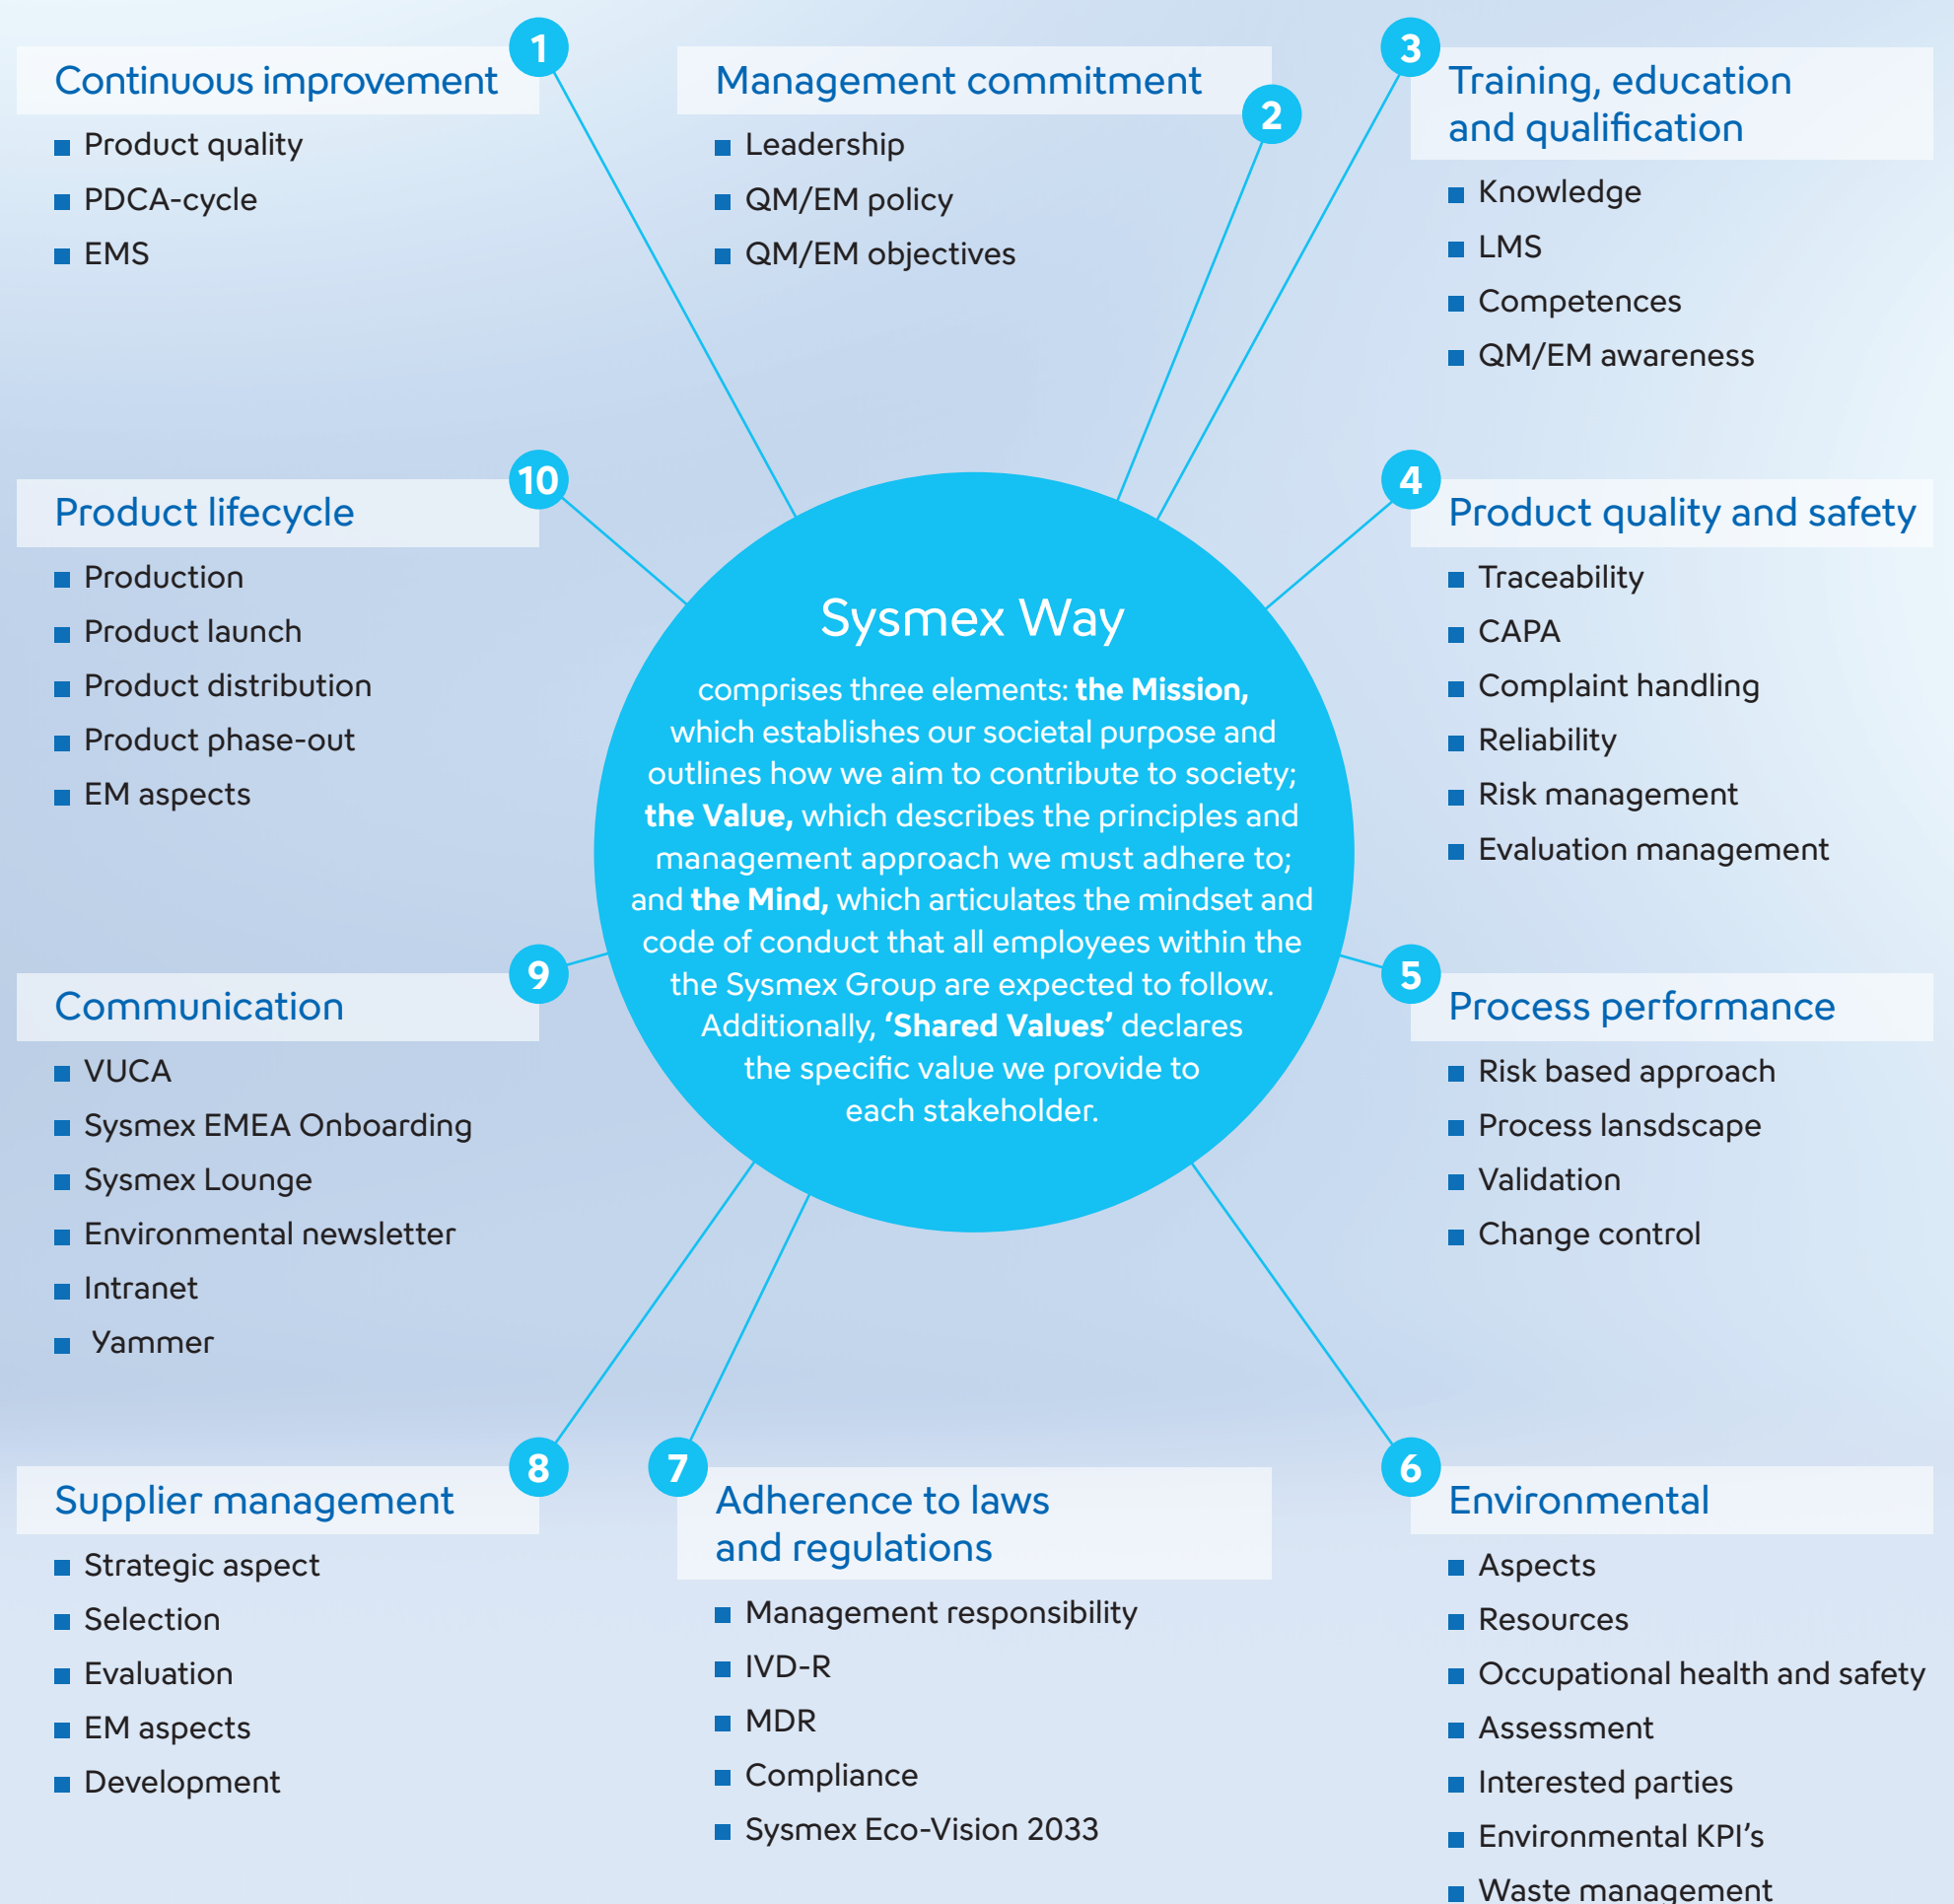 1
Continuous improvement
Product quality
PDCA-cycle
EMS
Management commitment
2
Leadership
QM/EM policy
QM/EM objectives
3
Training, education
and qualification
Knowledge
LMS
Competences
QM/EM awareness
10
Product lifecycle
Production
Product launch
Product distribution
Product phase-out
EM aspects
Sysmex Way
comprises three elements: the Mission,
which establishes our societal purpose and
outlines how we aim to contribute to society;
the Value, which describes the principles and
management approach we must adhere to;
and the Mind, which articulates the mindset and
code of conduct that all employees within the
the Sysmex Group are expected to follow.
Additionally, ‘Shared Values’ declares
the specific value we provide to
each stakeholder.
4
Product quality and safety
Traceability
CAPA
Complaint handling
Reliability
Risk management
Evaluation management
9
Communication
VUCA
Sysmex EMEA Onboarding
Sysmex Lounge
Environmental newsletter
Intranet
Yammer
5
Process performance
Risk based approach
Process lansdscape
Validation
Change control
8
Supplier management
Strategic aspect
Selection
Evaluation
EM aspects
Development
7
Adherence to laws
and regulations
Management responsibility
IVD-R
MDR
Compliance
Sysmex Eco-Vision 2033
6
Environmental
Aspects
Resources
Occupational health and safety
Assessment
Interested parties
Environmental KPI’s
Waste management